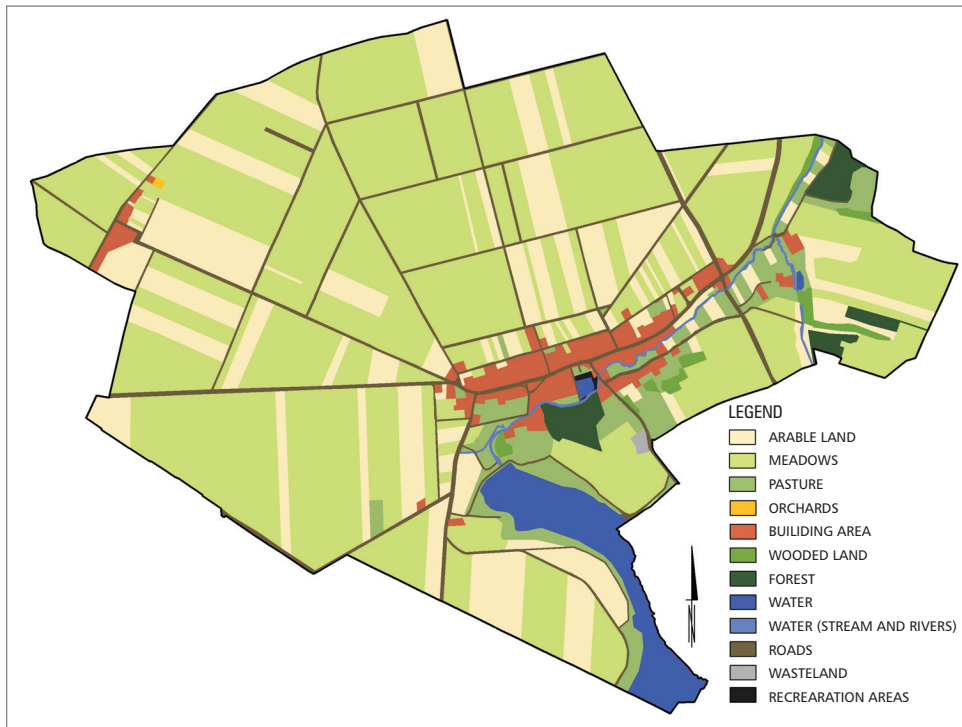 LEGEND
ARABLE LAND
MEADOWS
PASTURE
ORCHARDS
BUILIDING AREA
WOODED LAND
FOREST
WATER
WATER (STREAM AND RIVERS)
ROADS
WASTELAND
RECREARATION AREAS
N